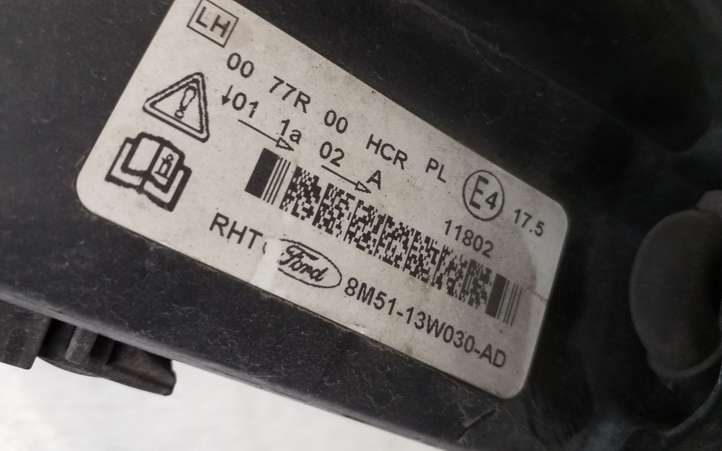 LH
00 77R 00 HCR PL E4 17.5
↓01 1a 02 A
11802
RHT Ford 8M51-13W030-AD